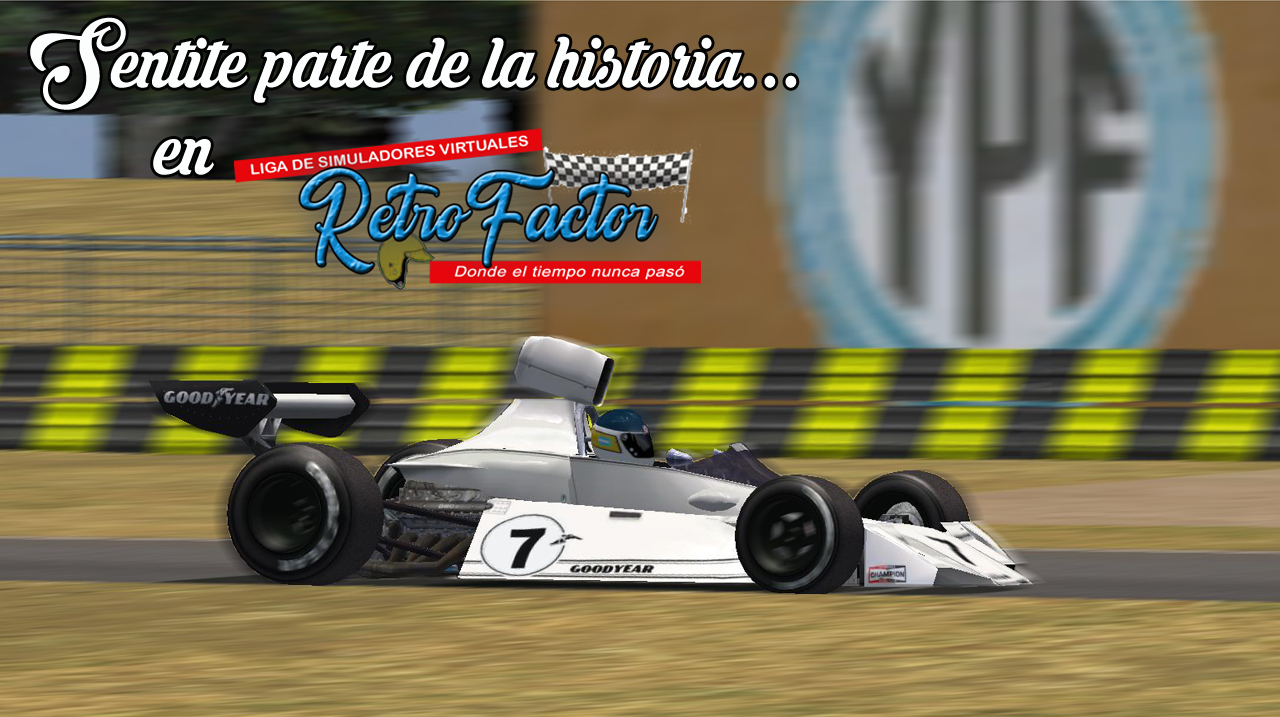 Sentite parte de la historia...
en
LIGA DE SIMULADORES VIRTUALES
RetroFactor
Donde el tiempo nunca pasó
YPF
GOODYEAR
7
GOODYEAR
CHAMPION
7